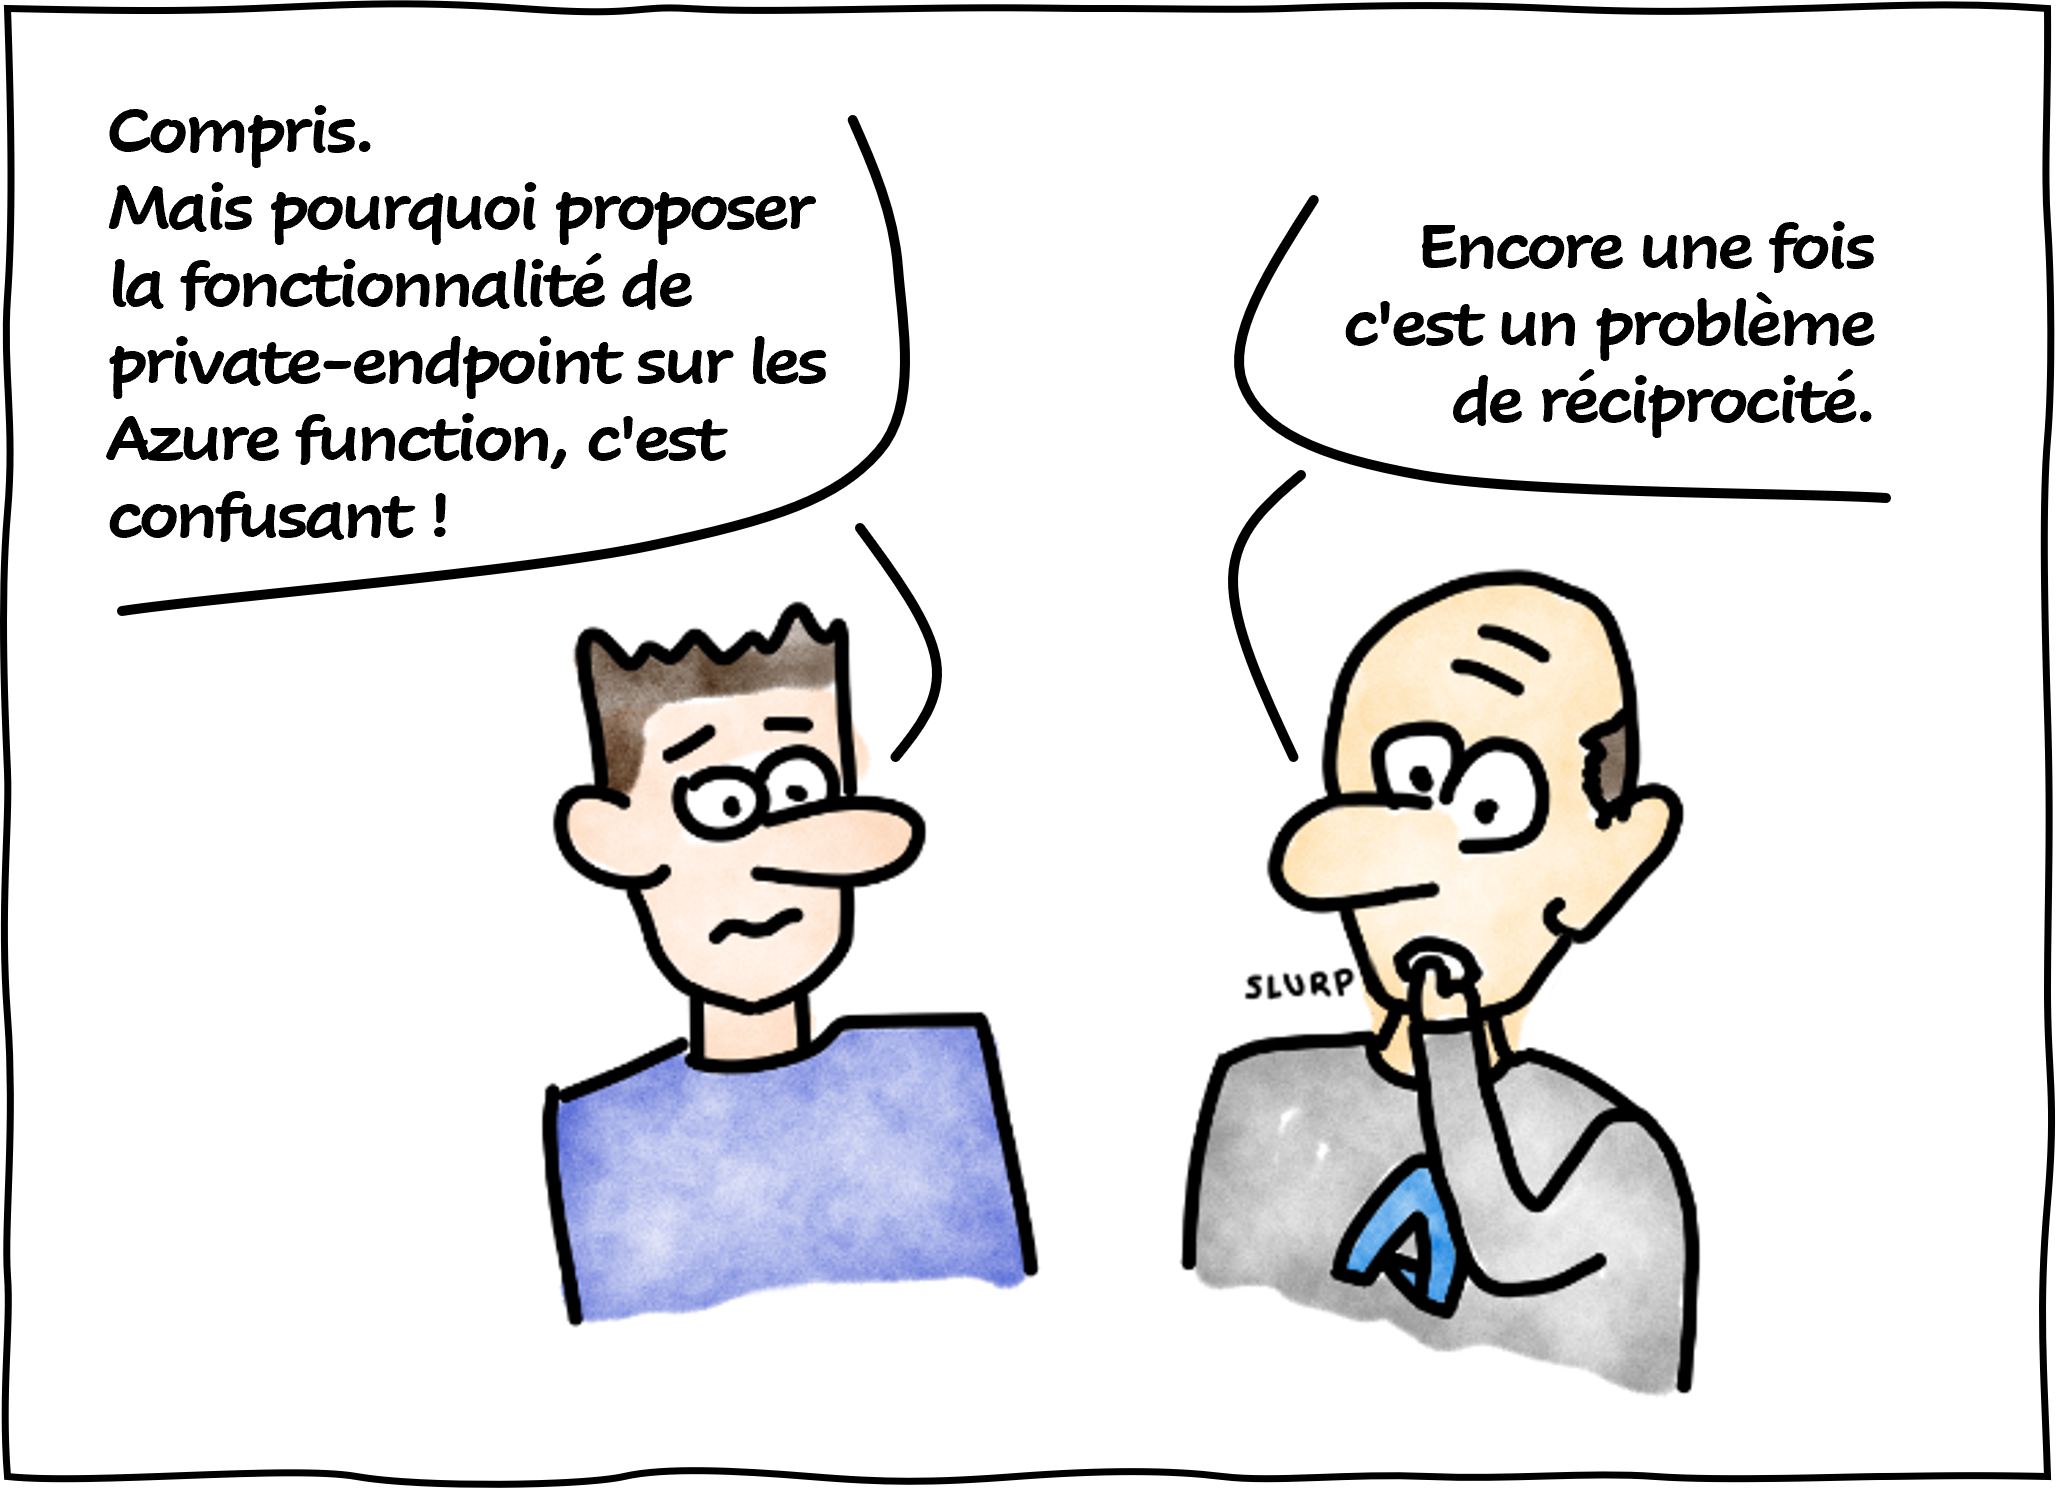 Compris.
Mais pourquoi proposer
la fonctionnalité de
private-endpoint sur les
Azure function, c'est
confusant !
Encore une fois
c'est un problème
de réciprocité.
SLURP